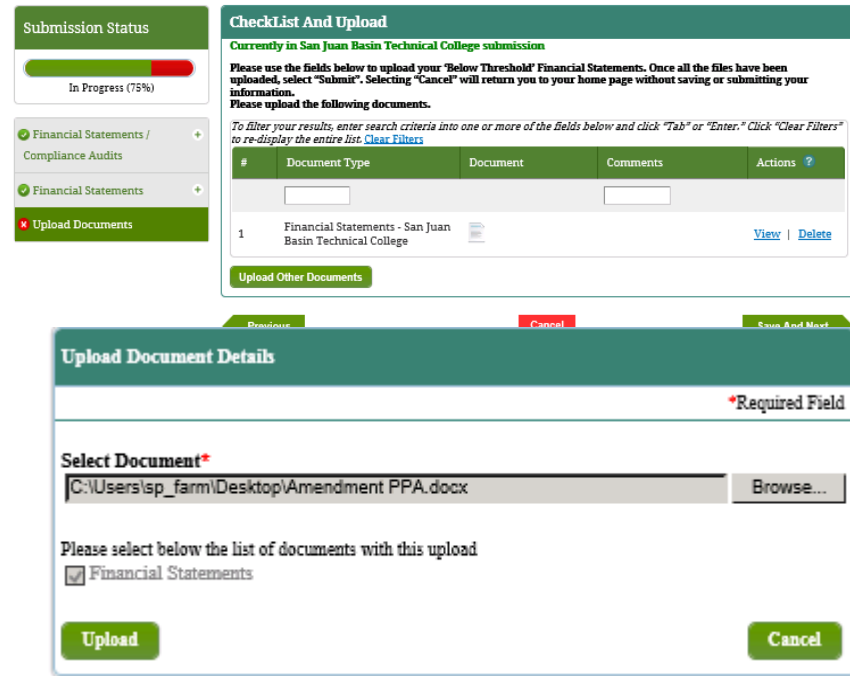 Submission Status
In Progress (75%)
Financial Statements / +
Compliance Audits
Financial Statements +
Upload Documents
CheckList And Upload
Currently in San Juan Basin Technical College submission
Please use the fields below to upload your 'Below Threshold' Financial Statements. Once all the files have been
uploaded, select "Submit". Selecting "Cancel" will return you to your home page without saving or submitting your
information.
Please upload the following documents.
To filter your results, enter search criteria into one or more of the fields below and click "Tab" or "Enter." Click "Clear Filters"
to re-display the entire list. Clear Filters
# Document Type Document Comments Actions ?
1 Financial Statements - San Juan View | Delete
Basin Technical College
Upload Other Documents
Previous Cancel Save And Next
Upload Document Details
*Required Field
Select Document*
C:\Users\sp_farm\Desktop\Amendment PPA.docx Browse...
Please select below the list of documents with this upload
Financial Statements
Upload Cancel